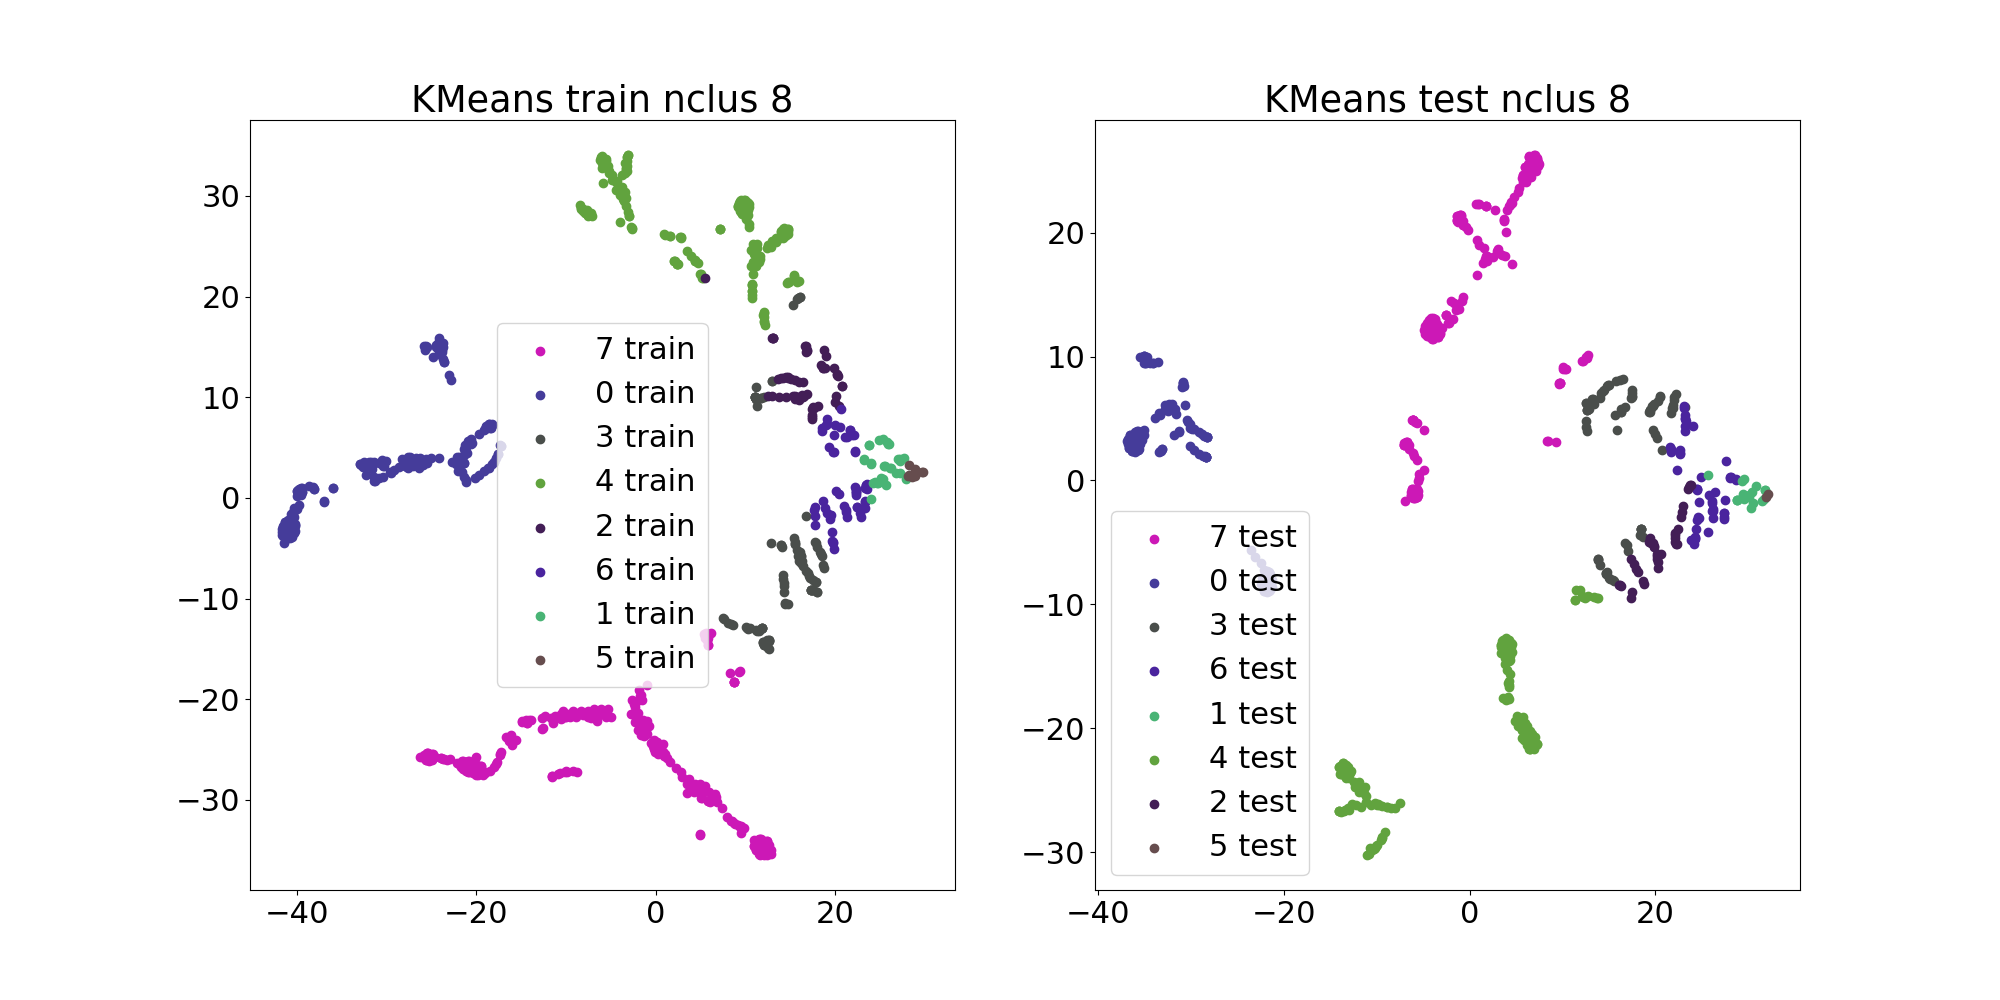 KMeans train nclus 8
30
20
10
0
−10
−20
−30
−40
−20
0
20
7 train
0 train
3 train
4 train
2 train
6 train
1 train
5 train
KMeans test nclus 8
20
10
0
−10
−20
−30
−40
−20
0
20
7 test
0 test
3 test
6 test
1 test
4 test
2 test
5 test